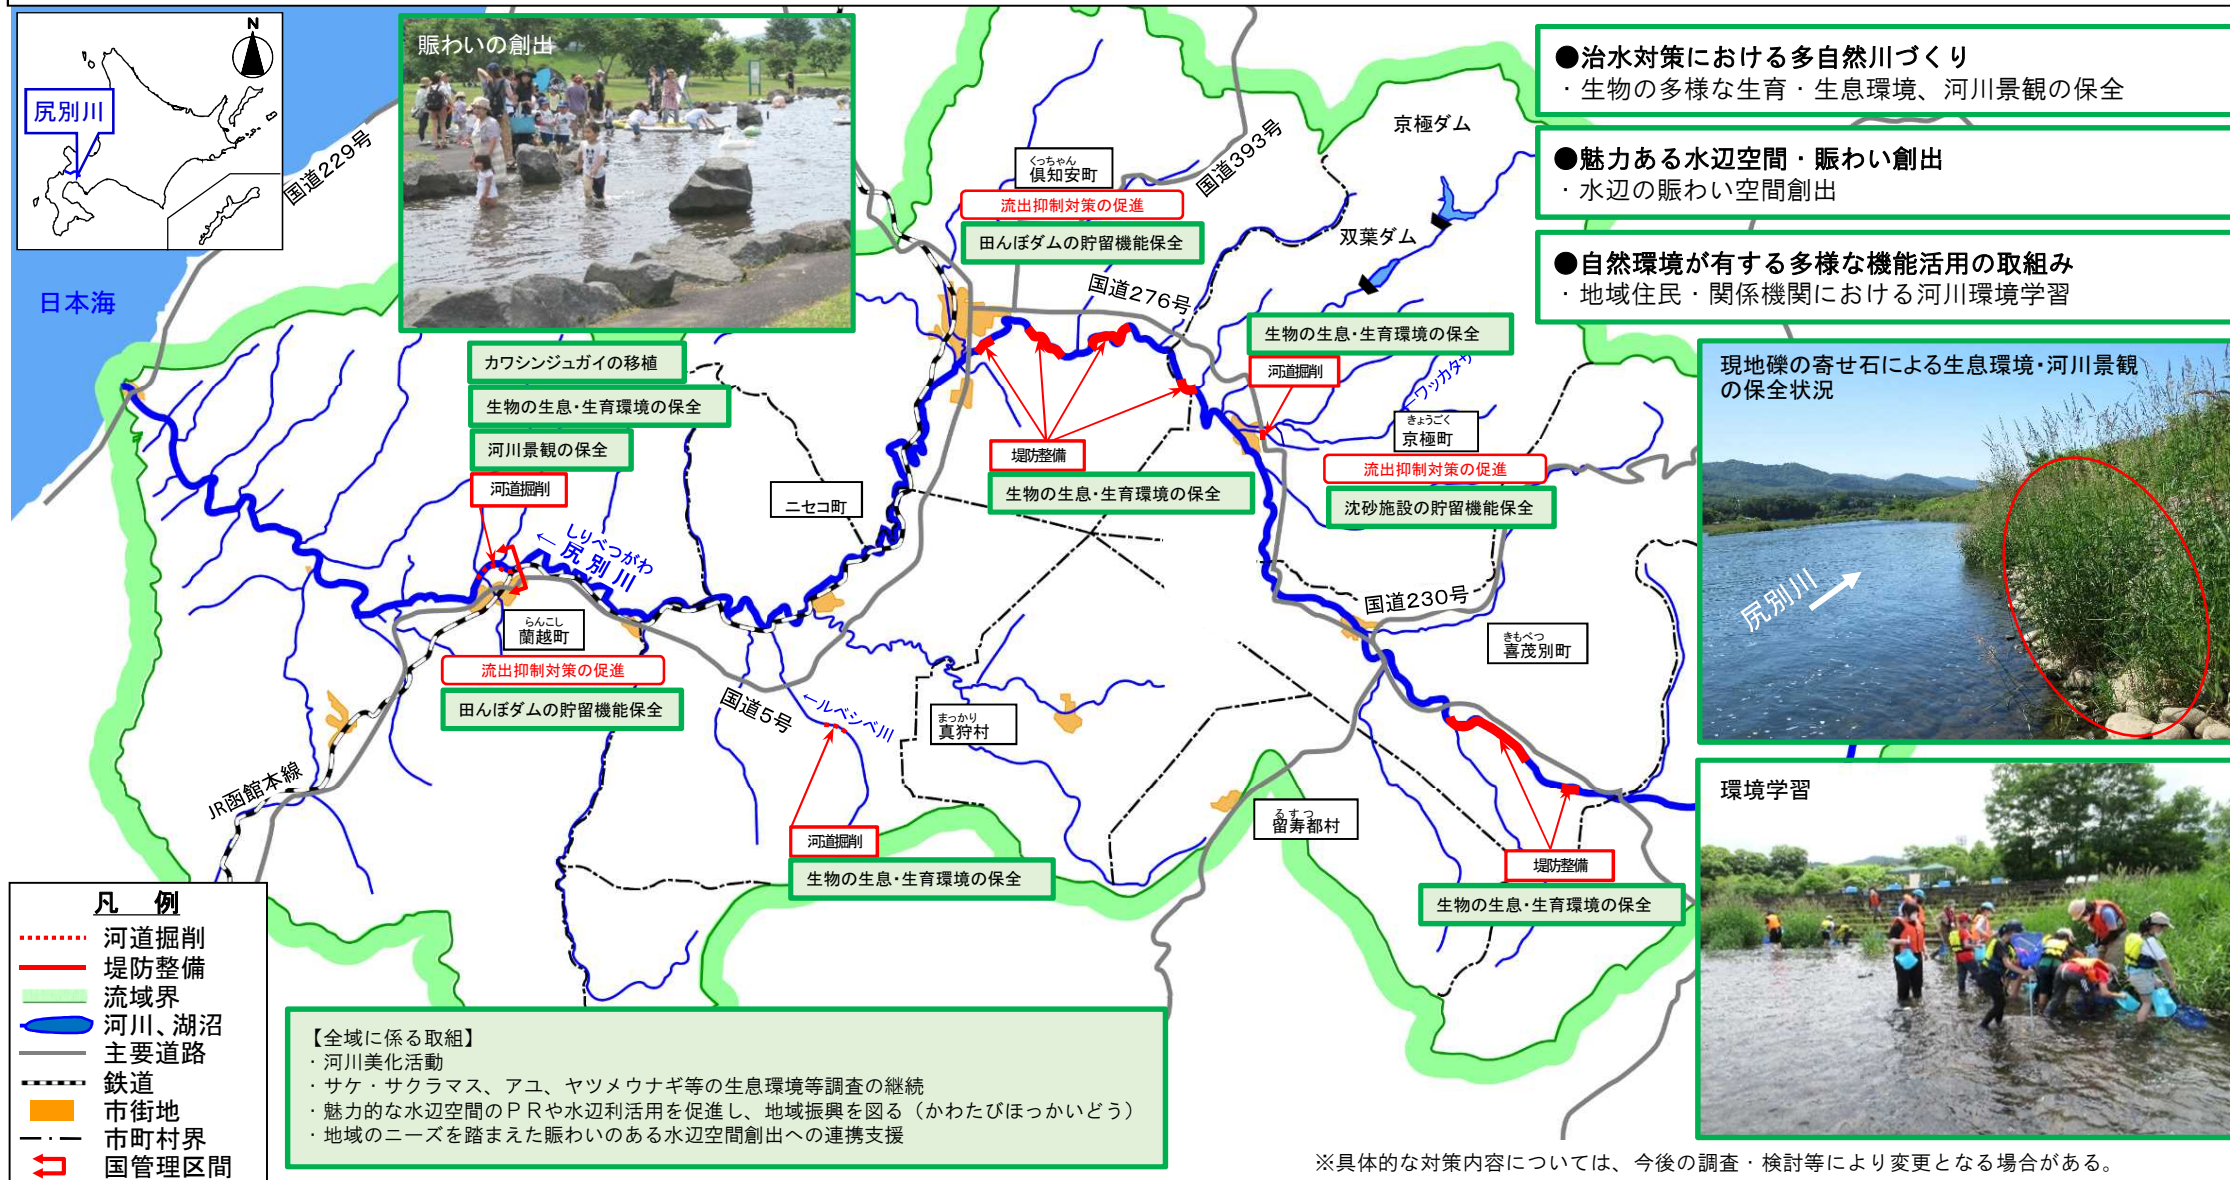 N
尻別川
国道229号
日本海
賑わいの創出
●治水対策における多自然川づくり
・生物の多様な生育・生息環境、河川景観の保全
●魅力ある水辺空間・賑わい創出
・水辺の賑わい空間創出
●自然環境が有する多様な機能活用の取組み
・地域住民・関係機関における河川環境学習
京極ダム
双葉ダム
国道393号
くっちゃん
倶知安町
流出抑制対策の促進
田んぼダムの貯留機能保全
国道276号
生物の生息・生育環境の保全
河道掘削
←ワッカタサ
きょうごく
京極町
流出抑制対策の促進
沈砂施設の貯留機能保全
堤防整備
生物の生息・生育環境の保全
カワシンジュガイの移植
生物の生息・生育環境の保全
河川景観の保全
河道掘削
ニセコ町
しりべつがわ
←尻別川
らんこし
蘭越町
流出抑制対策の促進
田んぼダムの貯留機能保全
国道5号
←ルベシベ川
まっかり
真狩村
国道230号
きもべつ
喜茂別町
るすつ
留寿都村
JR函館本線
河道掘削
生物の生息・生育環境の保全
堤防整備
生物の生息・生育環境の保全
現地礫の寄せ石による生息環境・河川景観
の保全状況
尻別川
環境学習
凡 例
河道掘削
堤防整備
流域界
河川、湖沼
主要道路
鉄道
市街地
市町村界
国管理区間
【全域に係る取組】
・河川美化活動
・サケ・サクラマス、アユ、ヤツメウナギ等の生息環境等調査の継続
・魅力的な水辺空間のＰＲや水辺利活用を促進し、地域振興を図る（かわたびほっかいどう）
・地域のニーズを踏まえた賑わいのある水辺空間創出への連携支援
※具体的な対策内容については、今後の調査・検討等により変更となる場合がある。